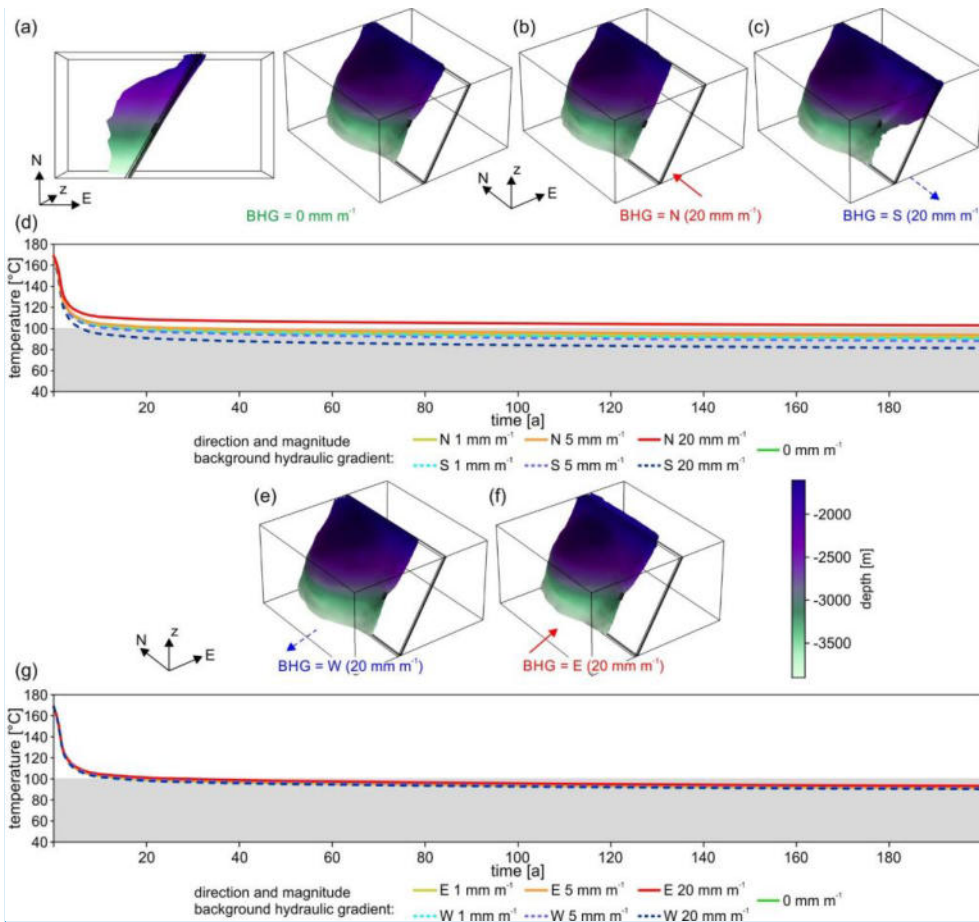 (a)
(b)
(c)
N
z
E
BHG = 0 mm m⁻¹
N
z
E
BHG = N (20 mm m⁻¹)
BHG = S (20 mm m⁻¹
(d)
temperature [°C]
180
160
140
120
100
80
60
40
20
40
60
80
100
120
140
160
180
time [a]
direction and magnitude
background hydraulic gradient:
N 1 mm m⁻¹
N 5 mm m⁻¹
N 20 mm m⁻¹
0 mm m⁻¹
S 1 mm m⁻¹
S 5 mm m⁻¹
S 20 mm m⁻¹
(e)
(f)
N
z
E
BHG = W (20 mm m⁻¹)
BHG = E (20 mm m⁻¹)
-2000
-2500
-3000
-3500
depth [m]
(g)
temperature [°C]
180
160
140
120
100
80
60
40
20
40
60
80
100
120
140
160
180
time [a]
direction and magnitude
background hydraulic gradient:
E 1 mm m⁻¹
E 5 mm m⁻¹
E 20 mm m⁻¹
0 mm m⁻¹
W 1 mm m⁻¹
W 5 mm m⁻¹
W 20 mm m⁻¹